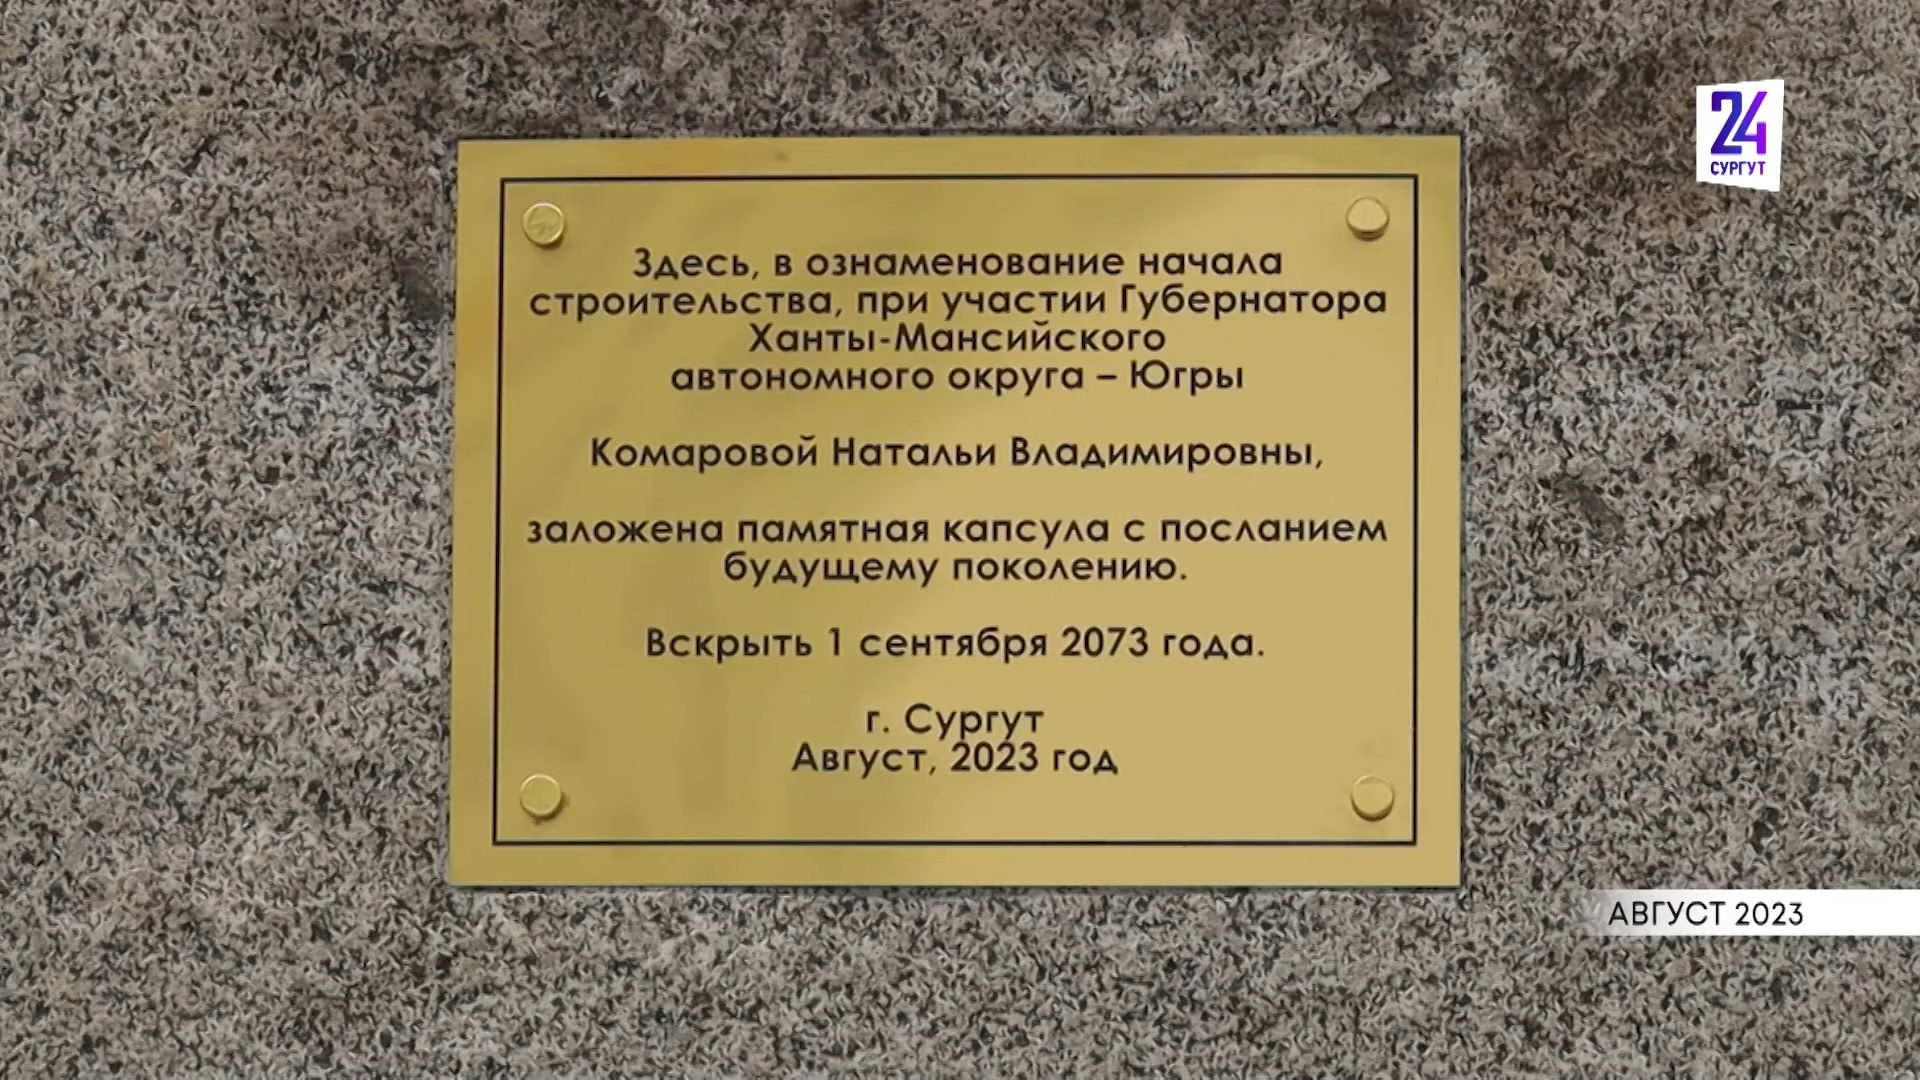 24
СУРГУТ
Здесь, в ознаменование начала
строительства, при участии Губернатора
Ханты-Мансийского
автономного округа – Югры
Комаровой Натальи Владимировны,
заложена памятная капсула с посланием
будущему поколению.
Вскрыть 1 сентября 2073 года.
г. Сургут
Август, 2023 год
АВГУСТ 2023